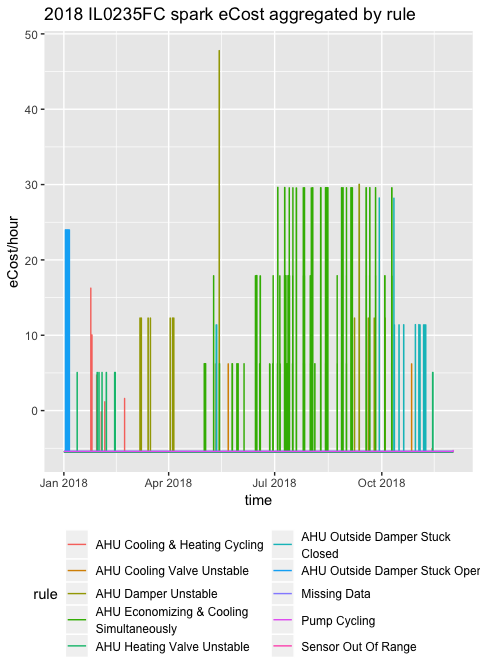 2018 IL0235FC spark eCost aggregated by rule
50
40
30
20
10
0
eCost/hour
Jan 2018 Apr 2018 Jul 2018 Oct 2018
time
rule
AHU Cooling & Heating Cycling
AHU Cooling Valve Unstable
AHU Damper Unstable
AHU Economizing & Cooling
Simultaneously
AHU Heating Valve Unstable
AHU Outside Damper Stuck
Closed
AHU Outside Damper Stuck Oper
Missing Data
Pump Cycling
Sensor Out Of Range